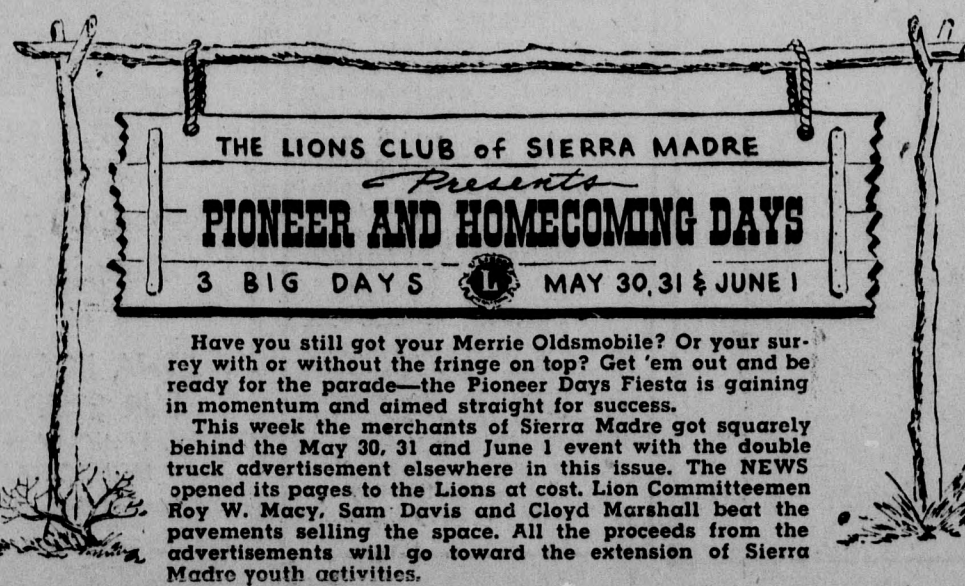 THE LIONS CLUB of SIERRA MADRE
Presents
PIONEER AND HOMECOMING DAYS
3 BIG DAYS L MAY 30, 31 & JUNE 1
Have you still got your Merrie Oldsmobile? Or your sur-
rey with or without the fringe on top? Get 'em out and be
ready for the parade—the Pioneer Days Fiesta is gaining
in momentum and aimed straight for success.
This week the merchants of Sierra Madre got squarely
behind the May 30, 31 and June 1 event with the double
truck advertisement elsewhere in this issue. The NEWS
opened its pages to the Lions at cost. Lion Committeemen
Roy W. Macy, Sam Davis and Cloyd Marshall beat the
pavements selling the space. All the proceeds from the
advertisements will go toward the extension of Sierra
Madre youth activities.